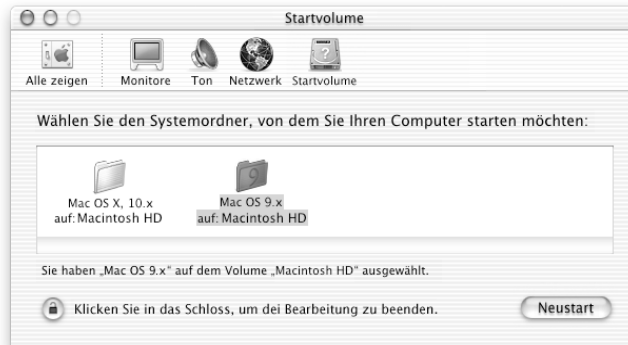 Startvolume
Alle zeigen Monitore Ton Netzwerk Startvolume
Wählen Sie den Systemordner, von dem Sie Ihren Computer starten möchten:
Mac OS X, 10.x
auf: Macintosh HD
9
Mac OS 9.x
auf: Macintosh HD
Sie haben „Mac OS 9.x“ auf dem Volume „Macintosh HD“ ausgewählt.
Klicken Sie in das Schloss, um dei Bearbeitung zu beenden.
Neustart